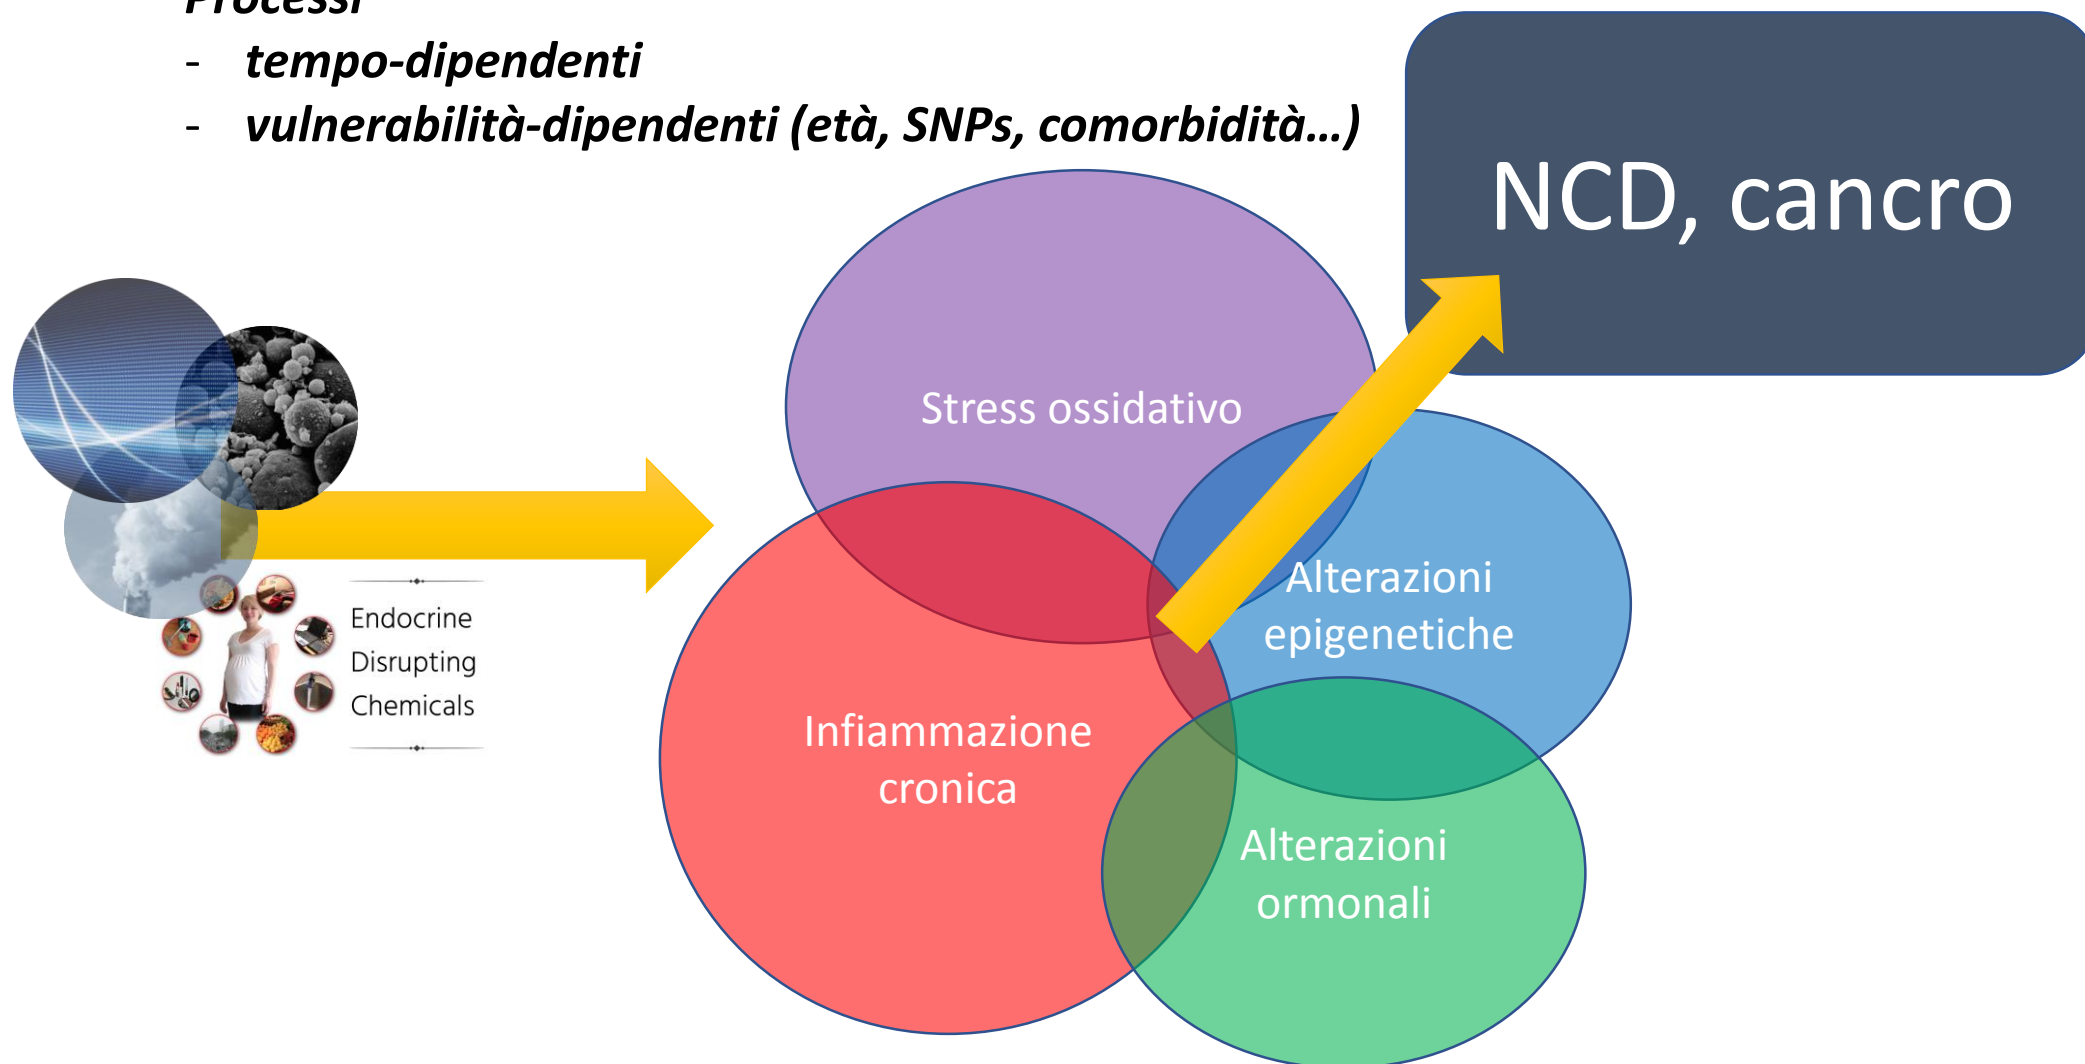 Processi
- tempo-dipendenti
- vulnerabilità-dipendenti (età, SNPs, comorbidità…)
NCD, cancro
Stress ossidativo
Alterazioni
epigenetiche
Endocrine
Disrupting
Chemicals
Infiammazione
cronica
Alterazioni
ormonali